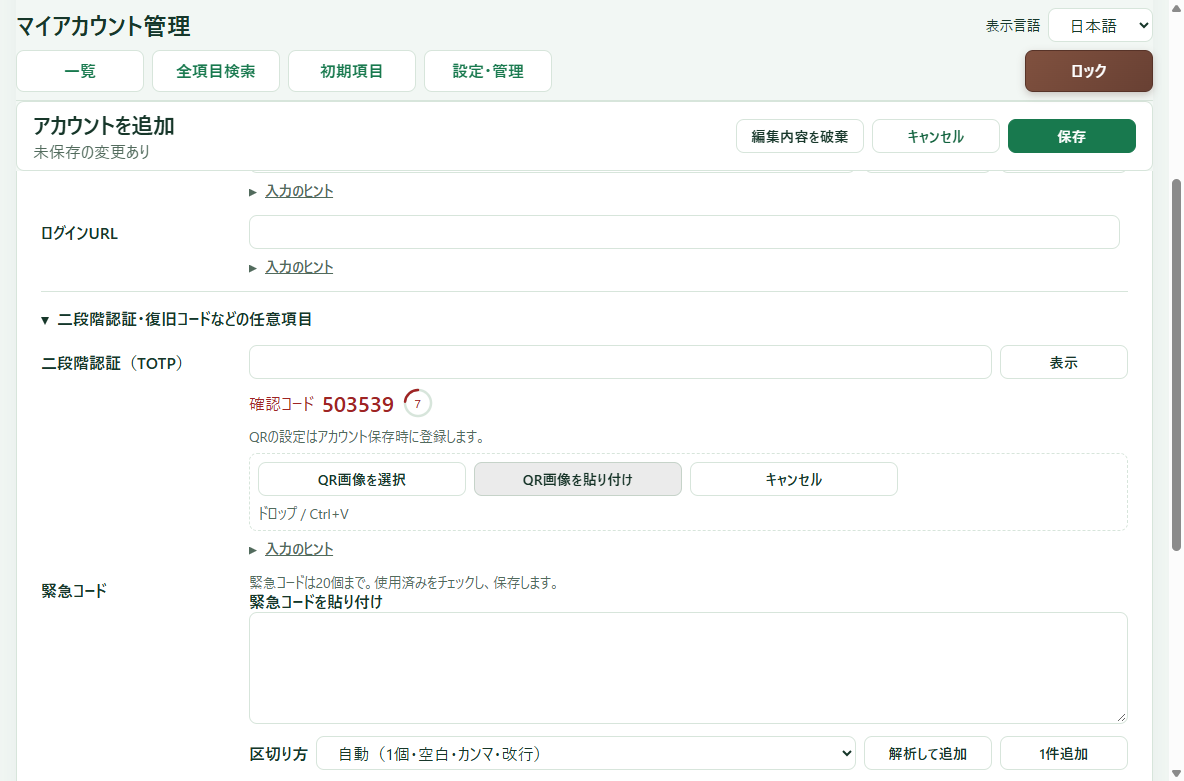 マイアカウント管理
表示言語 日本語
一覧 全項目検索 初期項目 設定・管理 ロック
アカウントを追加
未保存の変更あり
編集内容を破棄 キャンセル 保存
▶ 入力のヒント
ログインURL
▶ 入力のヒント
▼ 二段階認証・復旧コードなどの任意項目
二段階認証（TOTP） 表示
確認コード 503539 7
QRの設定はアカウント保存時に登録します。
QR画像を選択 QR画像を貼り付け キャンセル
ドロップ / Ctrl+V
▶ 入力のヒント
緊急コード
緊急コードは20個まで。使用済みをチェックし、保存します。
緊急コードを貼り付け
区切り方 自動（1個・空白・カンマ・改行） 解析して追加 1件追加